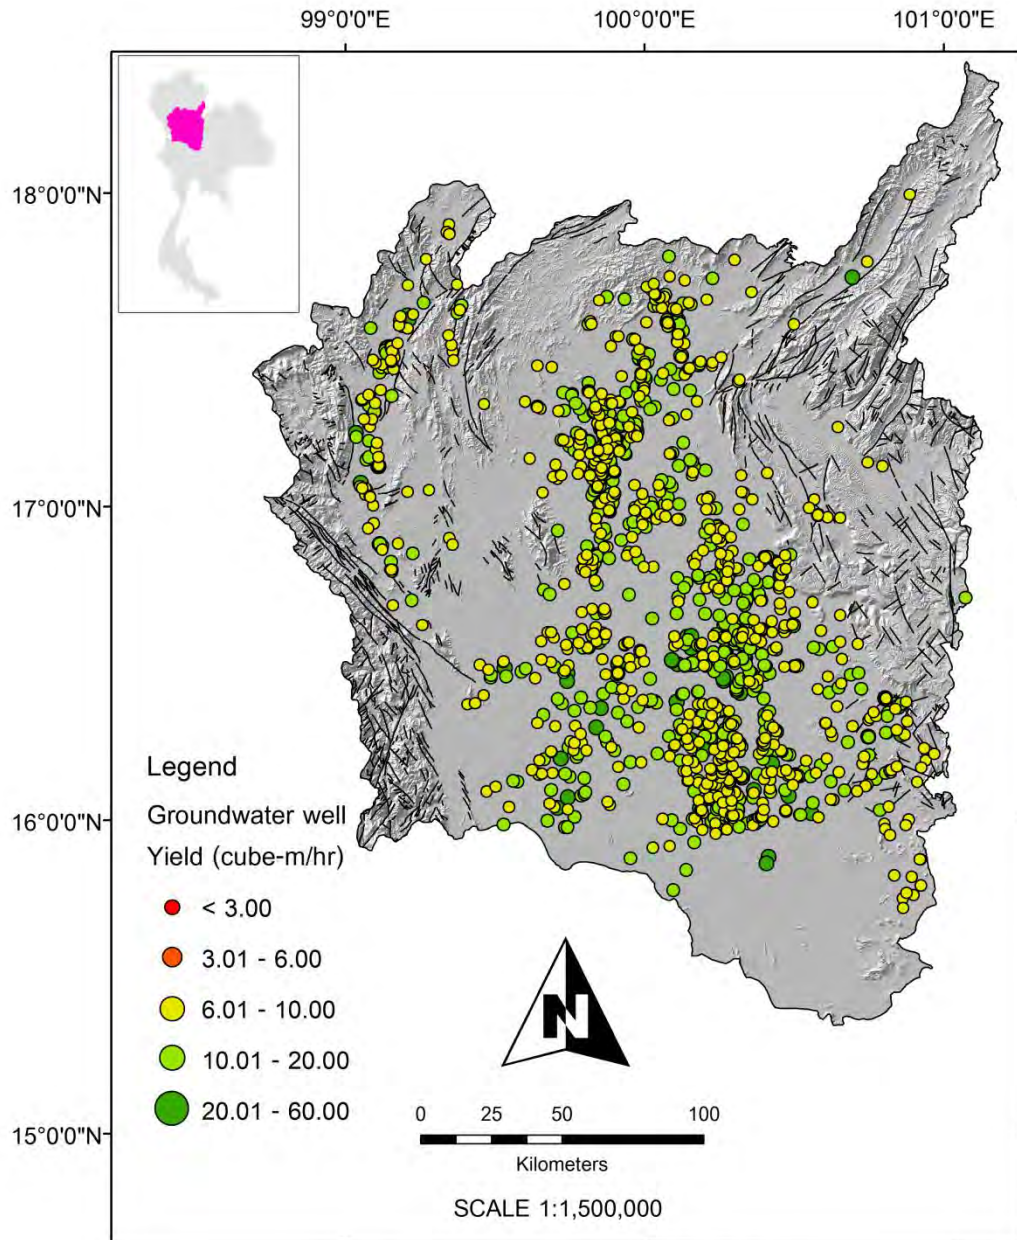 99°0'0"E
100°0'0"E
101°0'0"E
18°0'0"N
17°0'0"N
16°0'0"N
15°0'0"N
Legend
Groundwater well
Yield (cube-m/hr)
< 3.00
3.01 - 6.00
6.01 - 10.00
10.01 - 20.00
20.01 - 60.00
N
0 25 50 100
Kilometers
SCALE 1:1,500,000